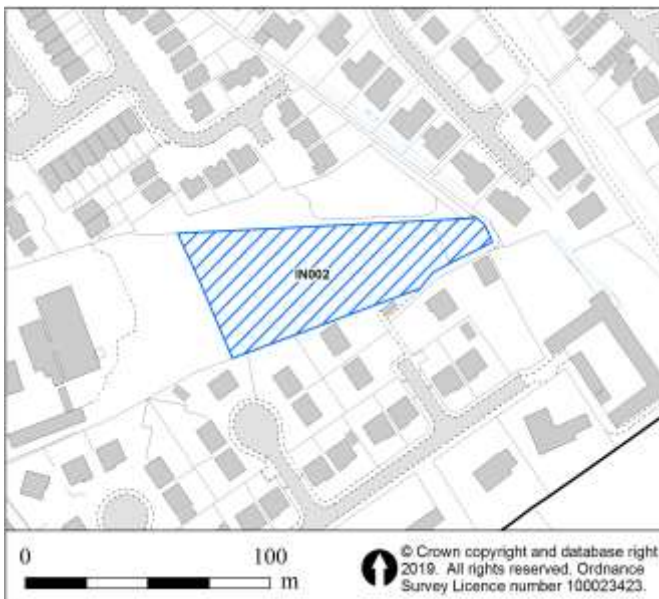 IN002
0 100
m
© Crown copyright and database right
2019. All rights reserved. Ordnance
Survey Licence number 100023423.